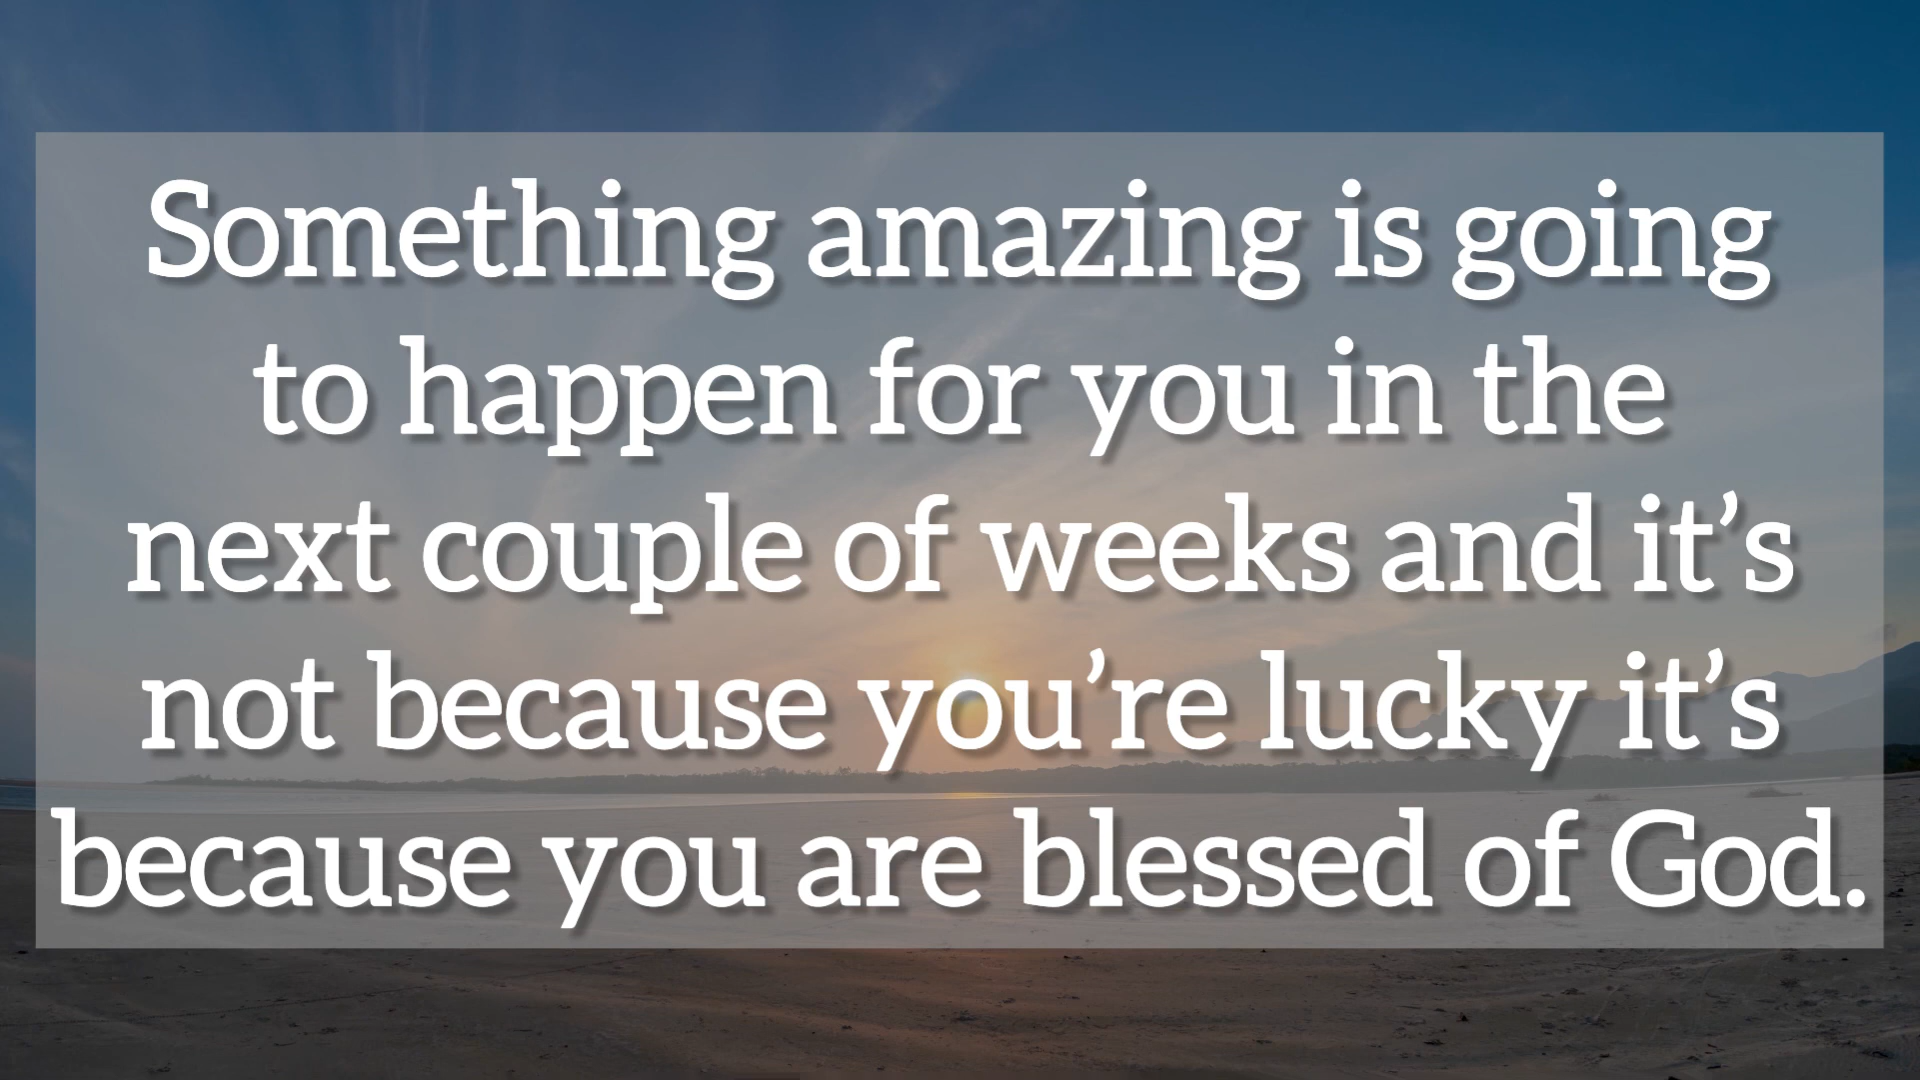 Something amazing is going
to happen for you in the
next couple of weeks and it’s
not because you’re lucky it’s
because you are blessed of God.